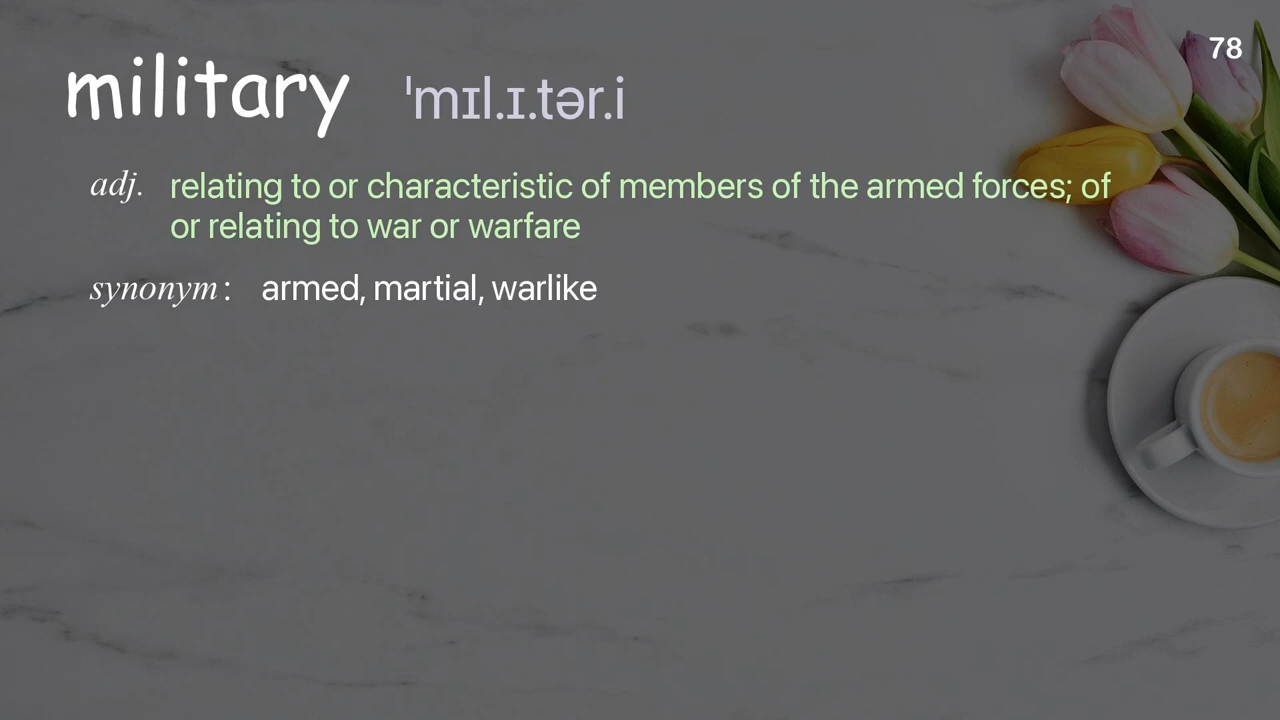 78
military ˈmɪl.ɪ.tər.i
adj. relating to or characteristic of members of the armed forces; of
or relating to war or warfare
synonym : armed, martial, warlike